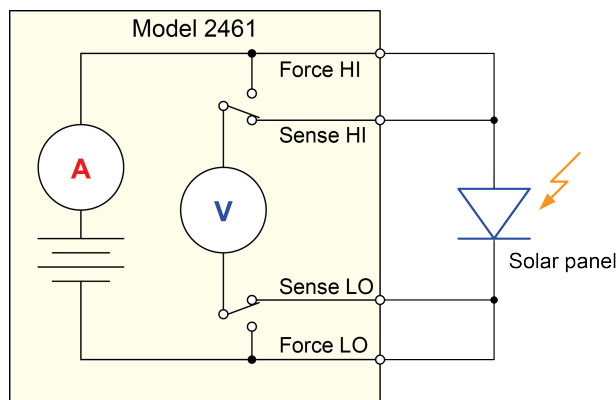 Model 2461
Force HI
Sense HI
A
V
Solar panel
Sense LO
Force LO